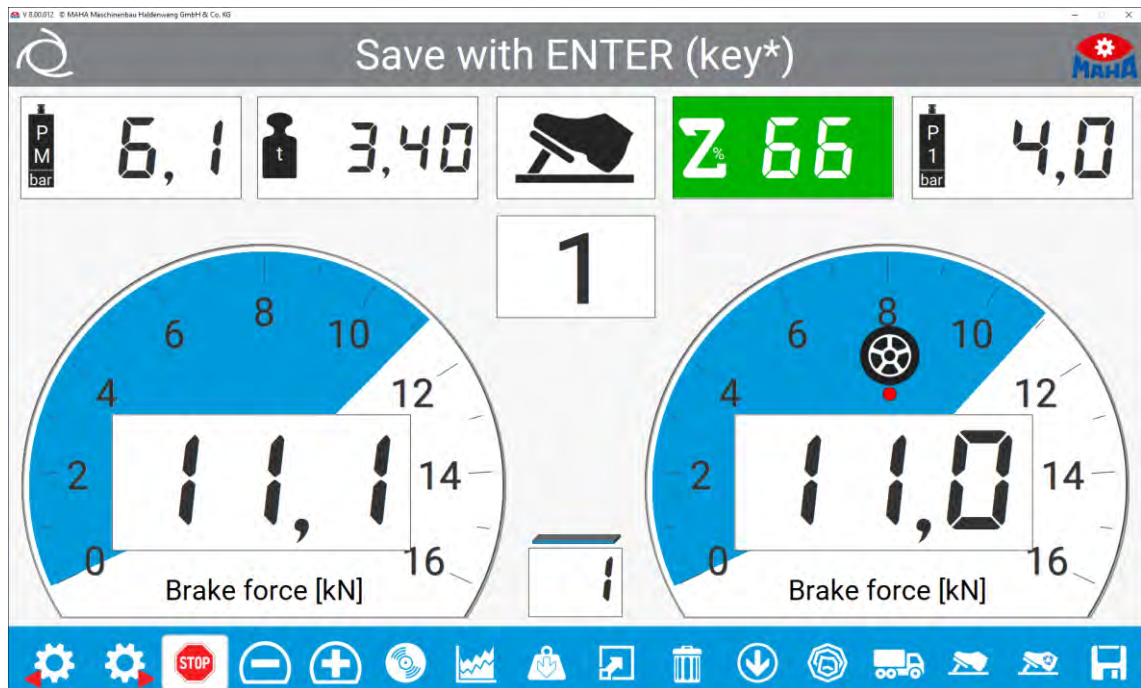 V 8.00.012 © MAHA Maschinenbau Haldenwang GmbH & Co. KG
Save with ENTER (key*)
MAHA
P M bar 6,1
t 3,40
Z % 66
P 1 bar 4,0
1
0 2 4 6 8 10 12 14 16
11,1
Brake force [kN]
1
0 2 4 6 8 10 12 14 16
11,0
Brake force [kN]
STOP